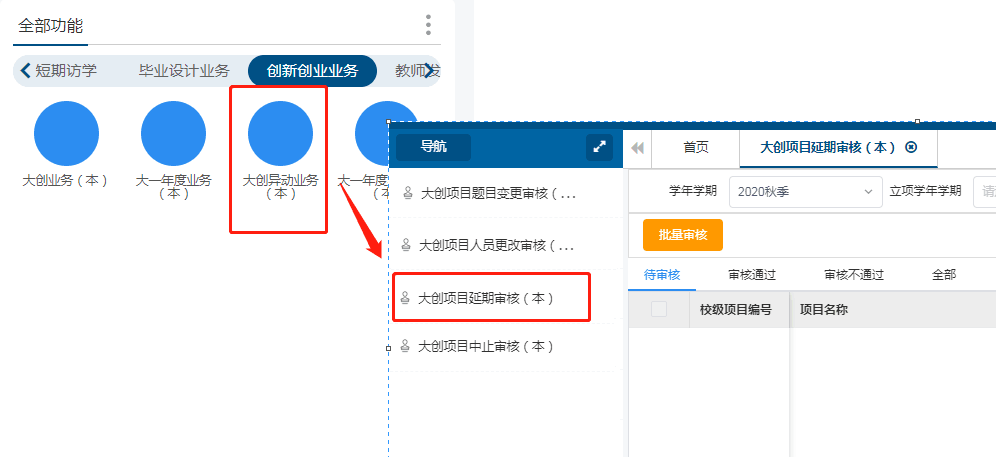 全部功能
短期访学 毕业设计业务 创新创业业务 教师发
大创业务（本） 大一年度业务（本） 大创异动业务（本） 大一年度
（本
导航
首页 大创项目延期审核（本）
大创项目题目变更审核（...
学年学期 2020秋季 立项学年学期 请
批量审核
大创项目人员更改审核（...
待审核 审核通过 审核不通过 全部
大创项目延期审核（本）
校级项目编号 项目名称
大创项目中止审核（本）